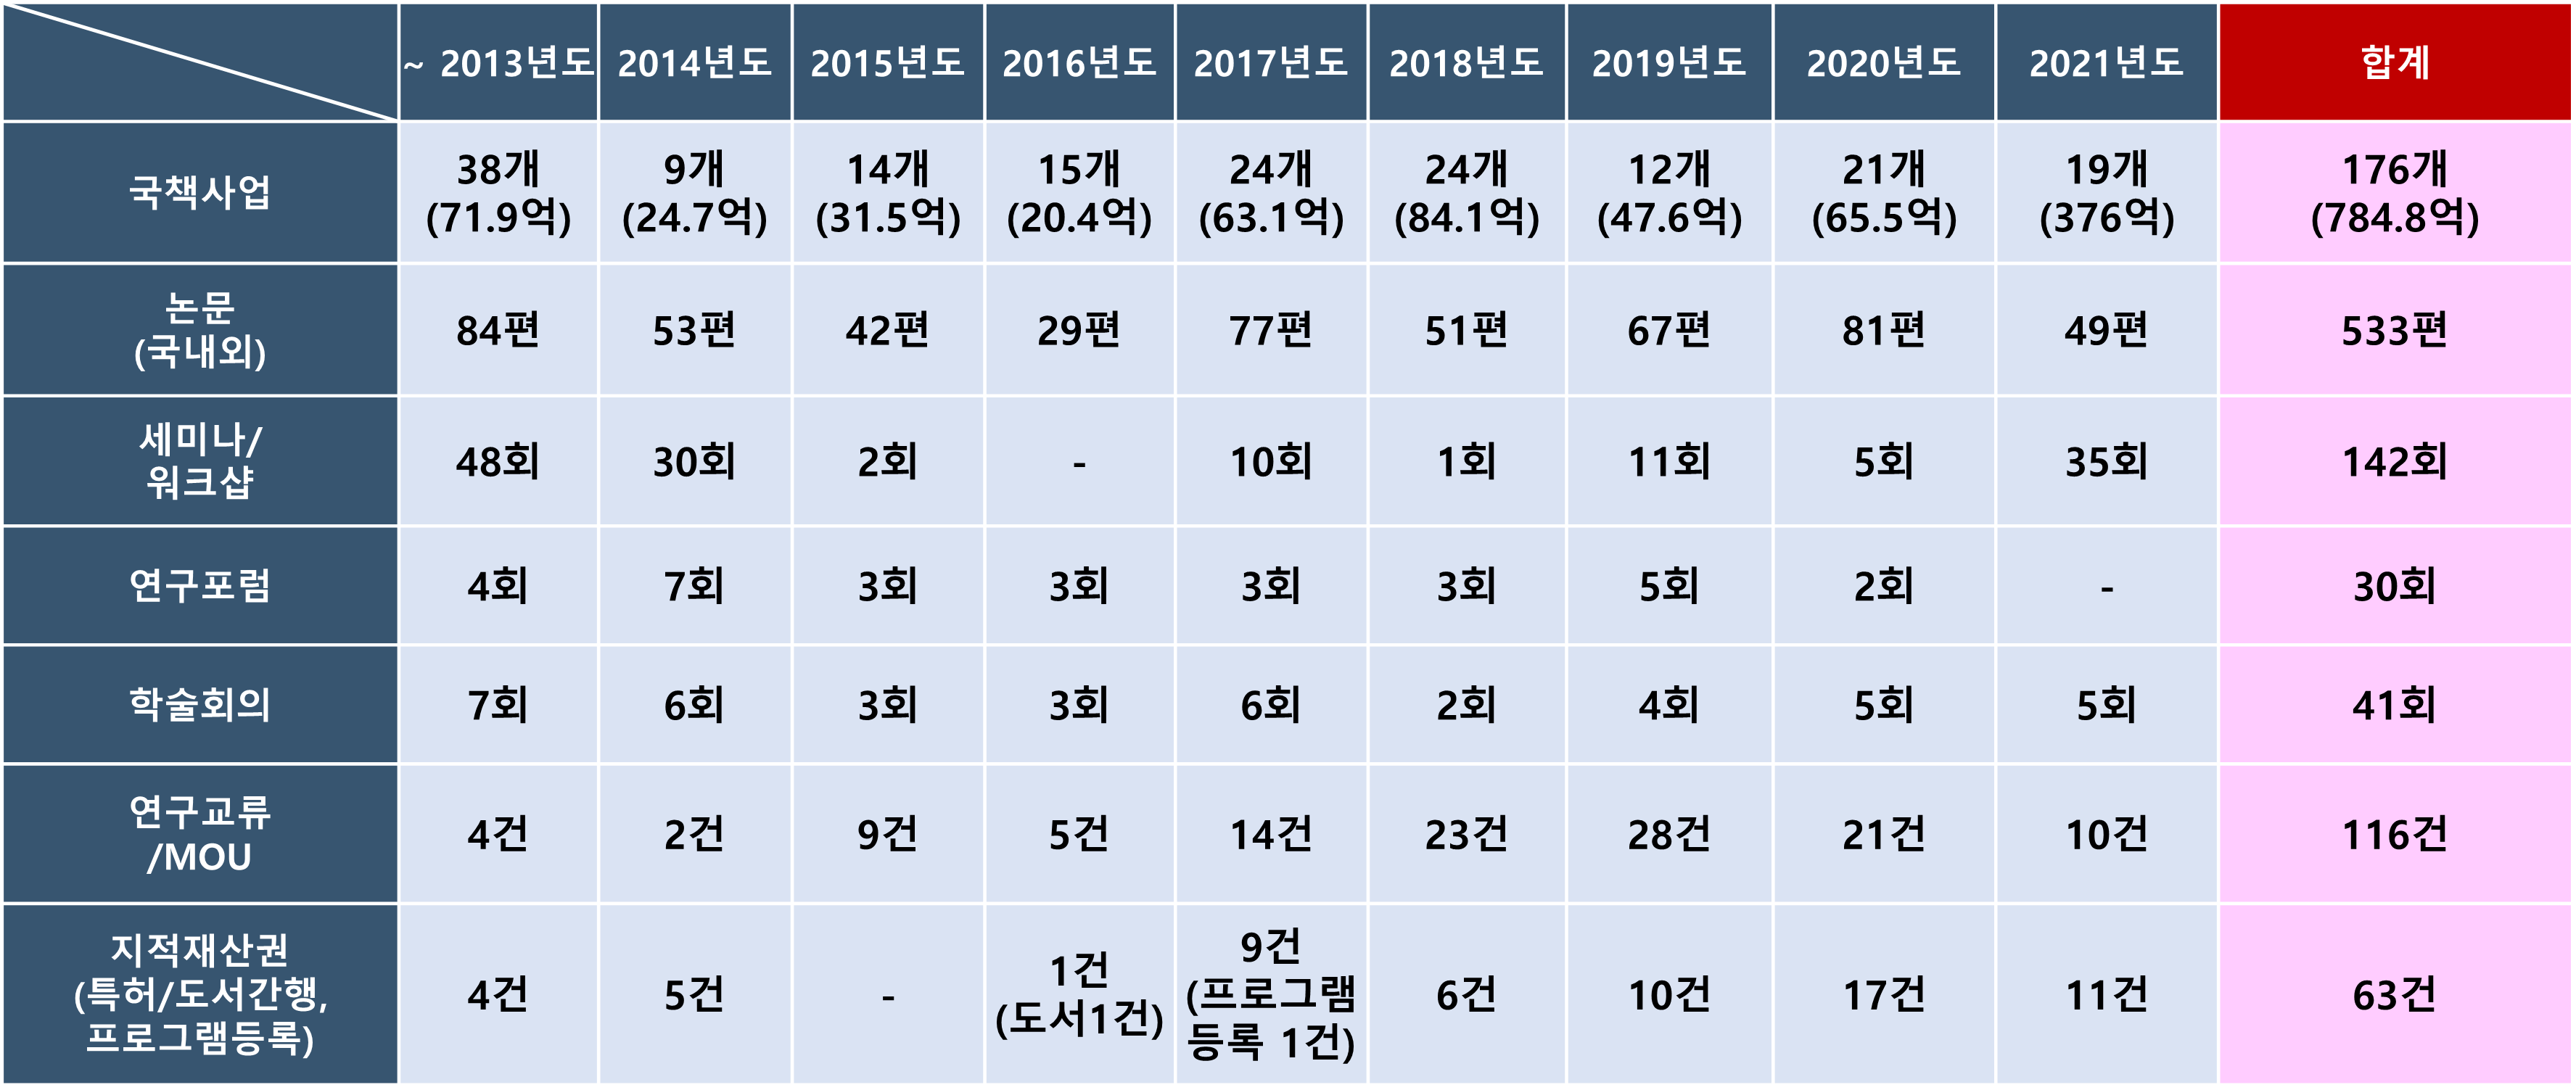 ~ 2013년도 2014년도 2015년도 2016년도 2017년도 2018년도 2019년도 2020년도 2021년도 합계
국책사업 38개 9개 14개 15개 24개 24개 12개 21개 19개 176개
(71.9억) (24.7억) (31.5억) (20.4억) (63.1억) (84.1억) (47.6억) (65.5억) (376억) (784.8억)
논문
(국내외) 84편 53편 42편 29편 77편 51편 67편 81편 49편 533편
세미나/
워크샵 48회 30회 2회 - 10회 1회 11회 5회 35회 142회
연구포럼 4회 7회 3회 3회 3회 3회 5회 2회 - 30회
학술회의 7회 6회 3회 3회 6회 2회 4회 5회 5회 41회
연구교류
/MOU 4건 2건 9건 5건 14건 23건 28건 21건 10건 116건
지적재산권
(특허/도서간행,
프로그램등록) 4건 5건 - 1건
(도서1건) 9건
(프로그램
등록 1건) 6건 10건 17건 11건 63건